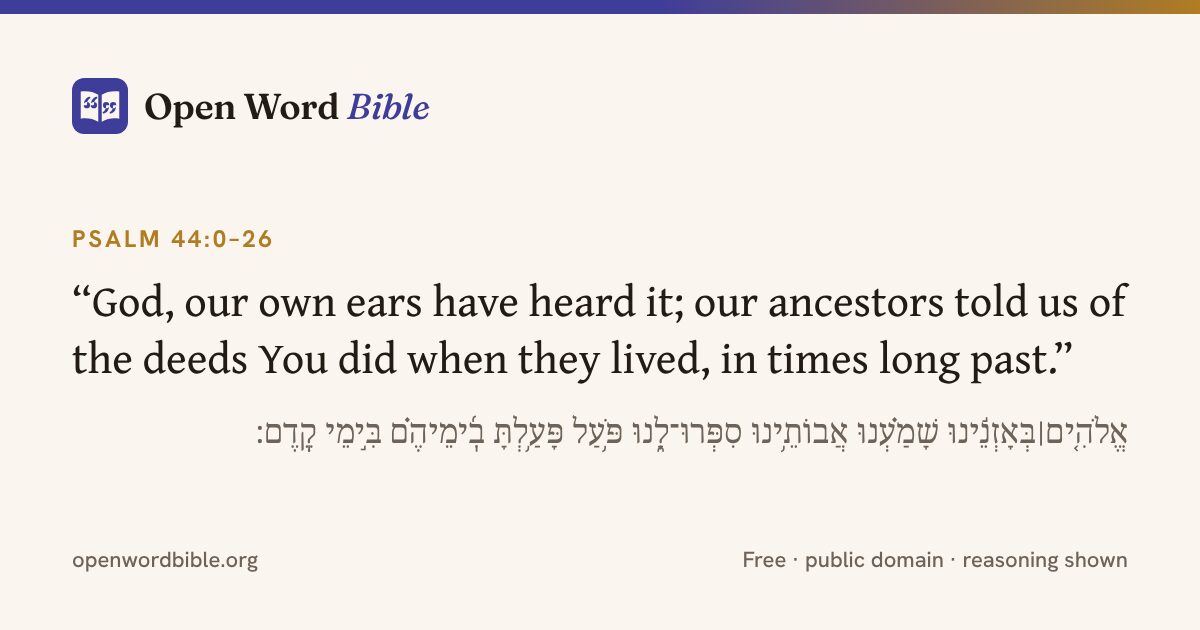 Open Word Bible
PSALM 44:0–26
“God, our own ears have heard it; our ancestors told us of
the deeds You did when they lived, in times long past.”
אֱלֹהִ֤ים׀בְּאָזְנֵ֬ינוּ שָׁמַ֗עְנוּ אֲבוֹתֵ֥ינוּ סִפְּרוּ־לָ֑נוּ פֹּ֥עַל פָּעַ֥לְתָּ בִ֝ימֵיהֶ֗ם בִּ֣ימֵי קֶֽדֶם׃
openwordbible.org
Free · public domain · reasoning shown